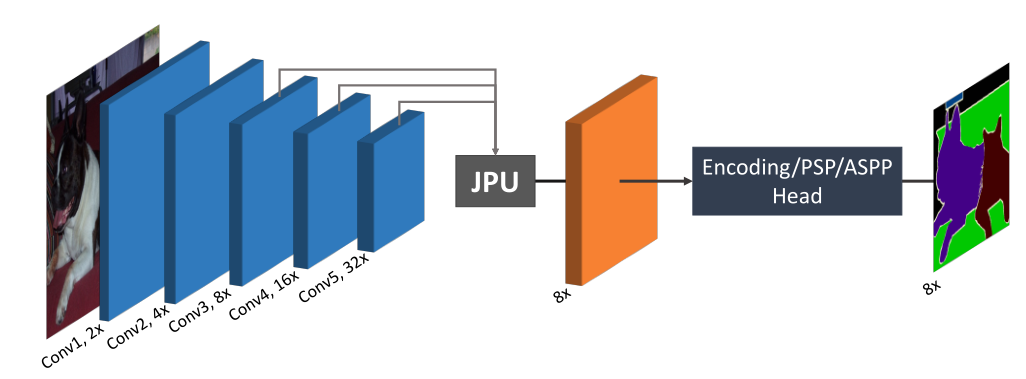 Conv1, 2x
Conv2, 4x
Conv3, 8x
Conv4, 16x
Conv5, 32x
JPU
8x
Encoding/PSP/ASPP
Head
8x